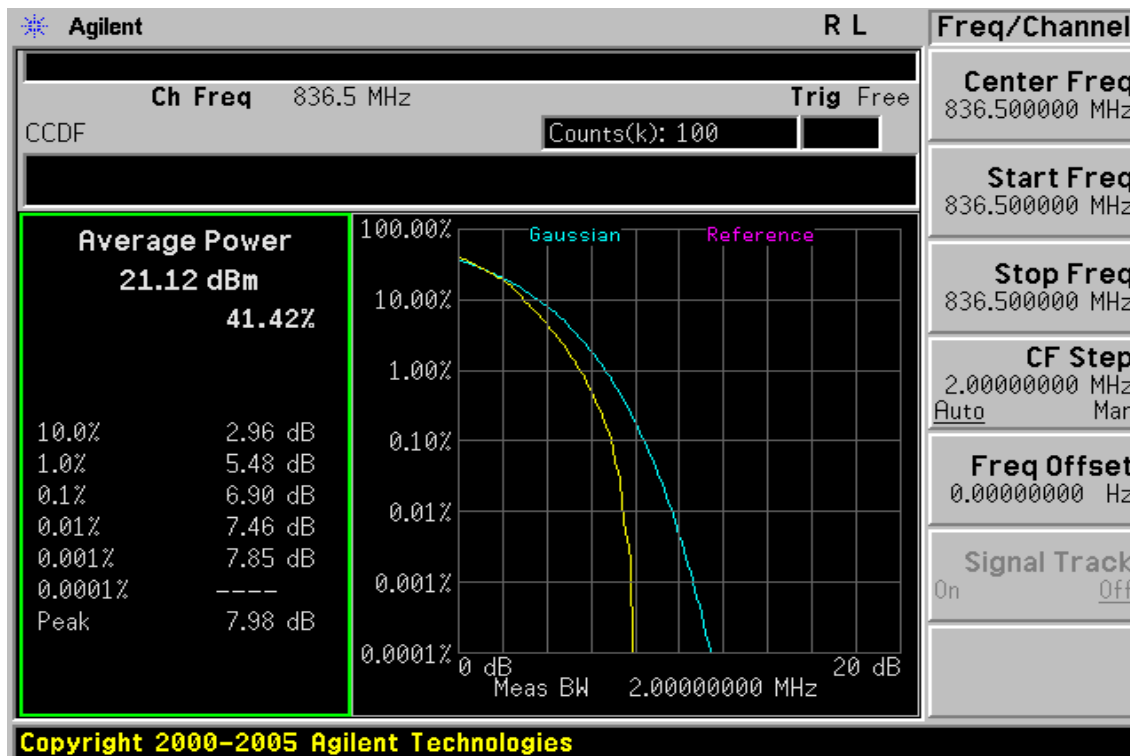 Agilent R L
Ch Freq 836.5 MHz Trig Free
CCDF Counts(k): 100
Average Power
21.12 dBm
41.42%
10.0% 2.96 dB
1.0% 5.48 dB
0.1% 6.90 dB
0.01% 7.46 dB
0.001% 7.85 dB
0.0001% ----
Peak 7.98 dB
100.00%
10.00%
1.00%
0.10%
0.01%
0.001%
0.0001%
Gaussian Reference
0 dB 20 dB
Meas BW 2.00000000 MHz
Freq/Channel
Center Freq
836.500000 MHz
Start Freq
836.500000 MHz
Stop Freq
836.500000 MHz
CF Step
2.00000000 MHz
Auto Man
Freq Offset
0.00000000 Hz
Signal Track
On Off
Copyright 2000-2005 Agilent Technologies